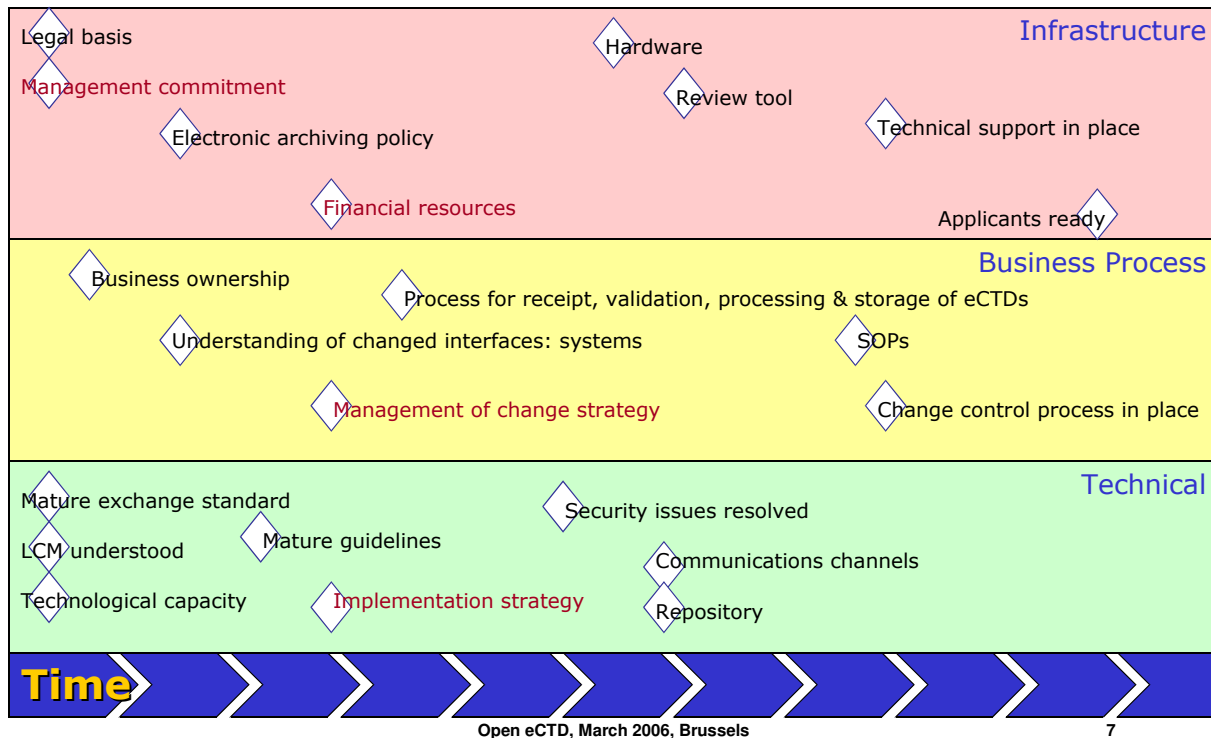 Infrastructure
Legal basis
Hardware
Management commitment
Review tool
Electronic archiving policy
Technical support in place
Financial resources
Applicants ready
Business Process
Business ownership
Process for receipt, validation, processing & storage of eCTDs
Understanding of changed interfaces: systems
SOPs
Management of change strategy
Change control process in place
Technical
Mature exchange standard
Security issues resolved
Mature guidelines
LCM understood
Communications channels
Technological capacity
Implementation strategy
Repository
Time
Open eCTD, March 2006, Brussels
7